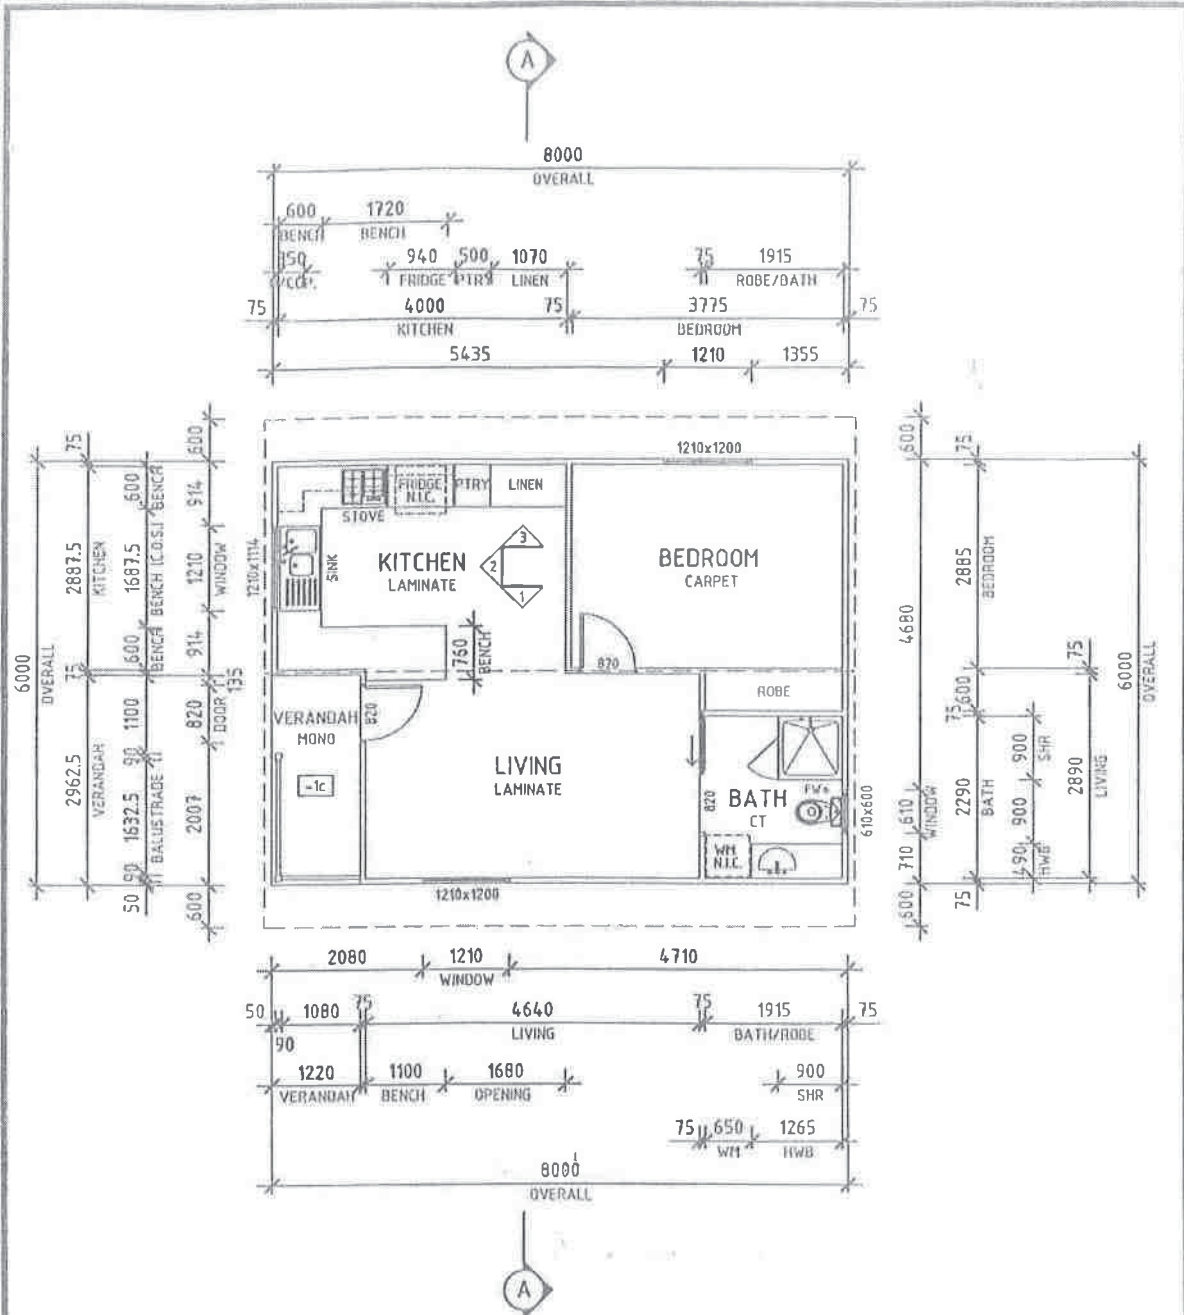 A
8000
OVERALL
600 1720
BENCH BENCH
350 940 500 1070 75 1915
FRIDGE PTRY LINEN ROBE/BATH
75 4000 75 3775 75
KITCHEN BEDROOM
5435 1210 1355
1210x1200
600 75
75 600 600 914
FRIDGE N.I.C. PTRY LINEN
STOVE
SINK
1210x1114
KITCHEN
LAMINATE
3
2
1
BEDROOM
CARPET
6000
OVERALL
2887.5
KITCHEN
75
2962.5
VERANDAH
600
BENCH
1687.5
BENCH (C.O.S.)
600
BENCH
1100
90
1632.5
BALUSTRADE
90
50
1210
WINDOW
914
135
820
DOOR
2007
600
760
BENCH
820
820
VERANDAH
MONO
-1c
LIVING
LAMINATE
ROBE
820
BATH
CT
FWs
WM
N.I.C.
610x600
1210x1200
4680
610
WINDOW
710
600
2885
BEDROOM
600
75
2290
BATH
75
75
900
SHR
900
490
HWB
2890
LIVING
6000
OVERALL
2080 1210 4710
WINDOW
50 1080 75 4640 75 1915 75
LIVING BATH/ROBE
90
1220 1100 1680 900
VERANDAH BENCH OPENING SHR
75 650 1265
WM HWB
8000
OVERALL
A